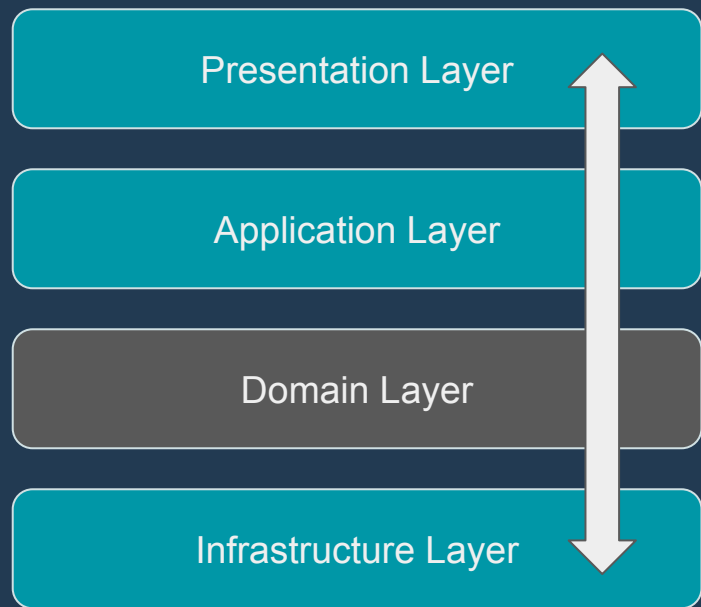 Presentation Layer
Application Layer
Domain Layer
Infrastructure Layer